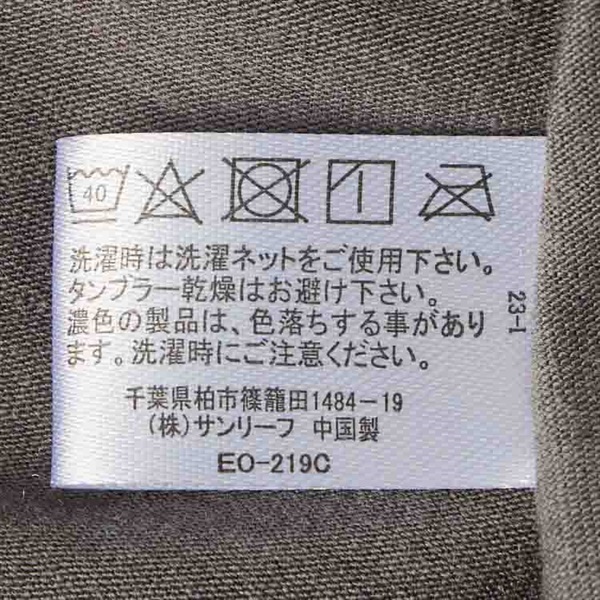 40
洗濯時は洗濯ネットをご使用下さい。
タンブラー乾燥はお避け下さい。
濃色の製品は、色落ちする事があり
ます。洗濯時にご注意ください。
23-1
千葉県柏市篠籠田1484-19
(株)サンリーフ 中国製
EO-219C